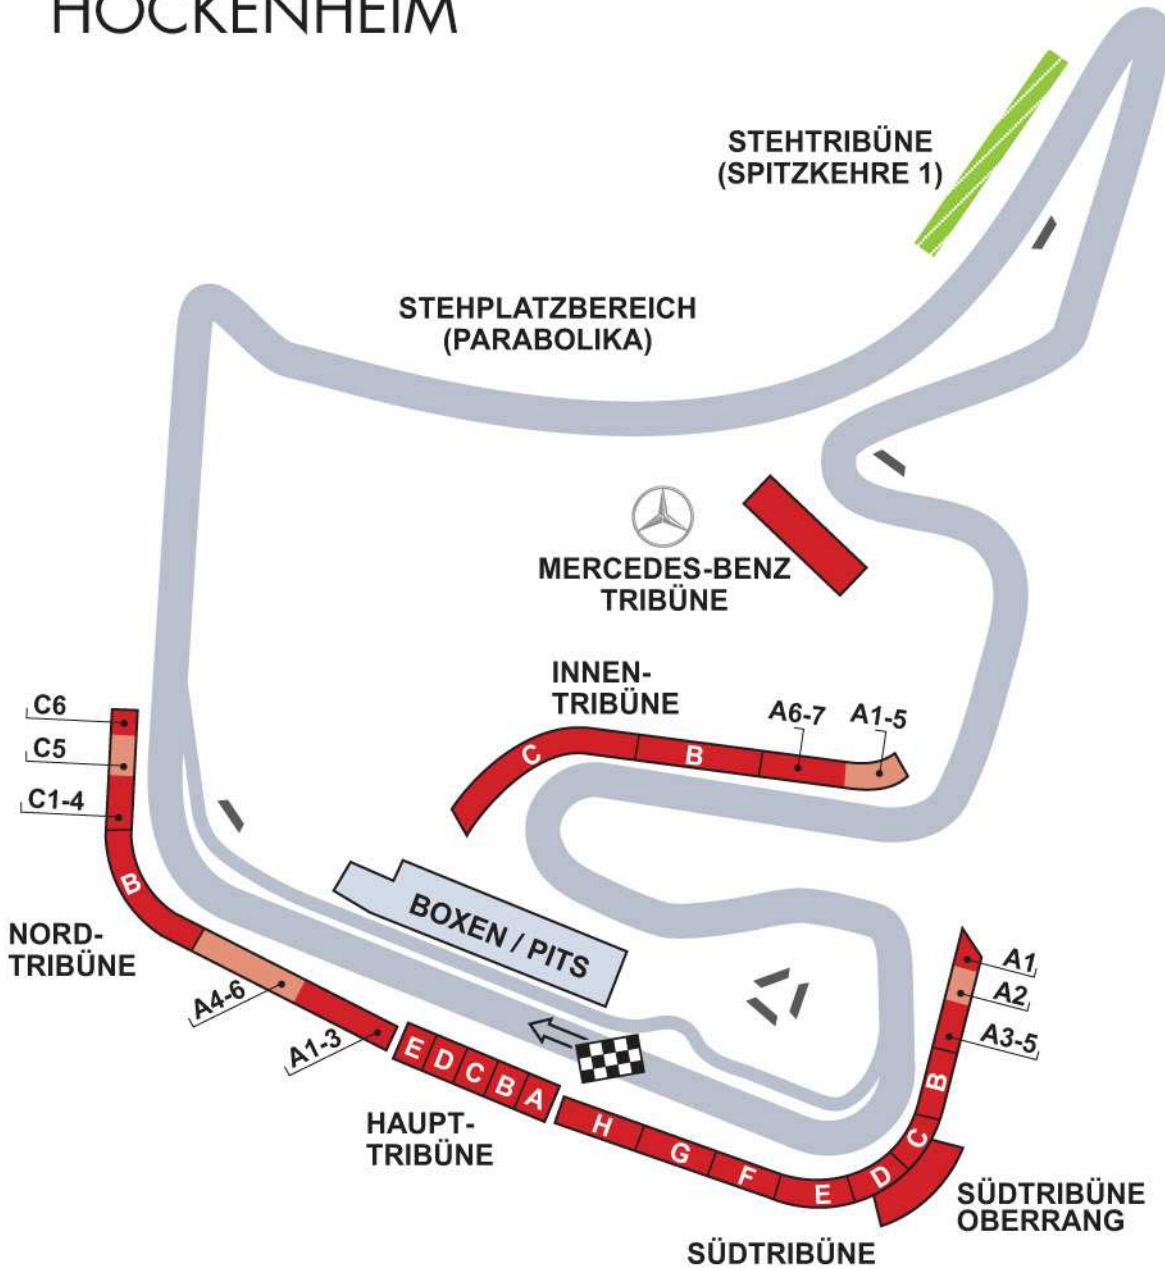 HOCKENHEIM
STEHTRIBÜNE
(SPITZKEHRE 1)
STEHPLATZBEREICH
(PARABOLIKA)
MERCEDES-BENZ
TRIBÜNE
INNEN-
TRIBÜNE
A6-7
A1-5
C
B
C6
C5
C1-4
B
NORD-
TRIBÜNE
A4-6
A1-3
BOXEN / PITS
E
D
C
B
A
HAUPT-
TRIBÜNE
H
G
F
E
D
C
B
A1
A2
A3-5
SÜDTRIBÜNE
OBERRANG
SÜDTRIBÜNE